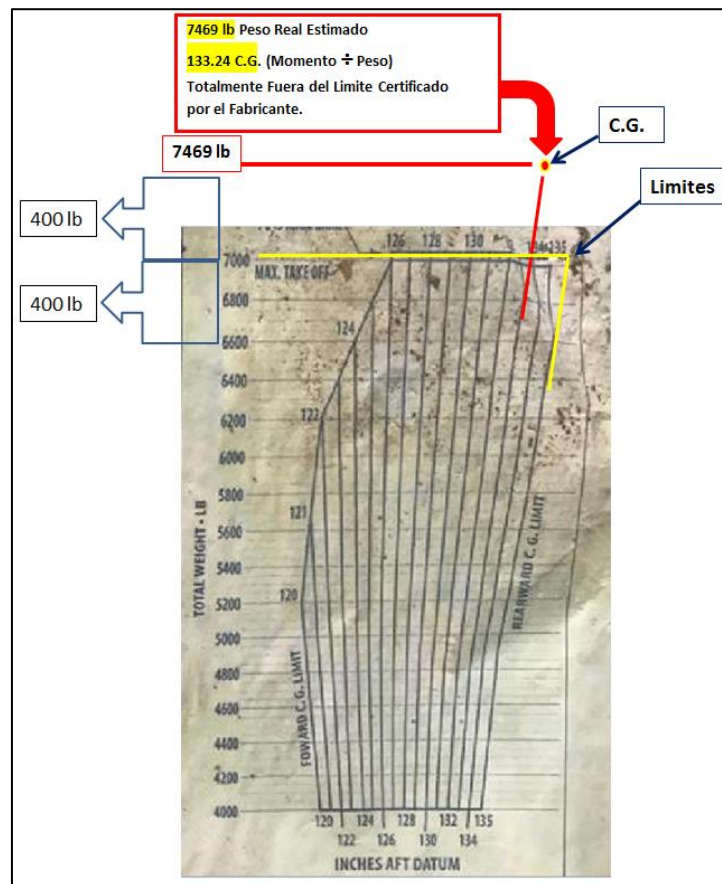 7469 lb Peso Real Estimado
133.24 C.G. (Momento ÷ Peso)
Totalmente Fuera del Limite Certificado
por el Fabricante.
7469 lb
C.G.
Limites
400 lb
400 lb
126 128 130 134 135
7000
MAX. TAKE OFF
6800
124
6600
6400
122
6200
6000
5800
121
5600
5400
120
5200
5000
4800
4600
4400
4200
4000
TOTAL WEIGHT - LB
FOWARD C. G. LIMIT
REARWARD C. G. LIMIT
120 124 128 132 135
122 126 130 134
INCHES AFT DATUM